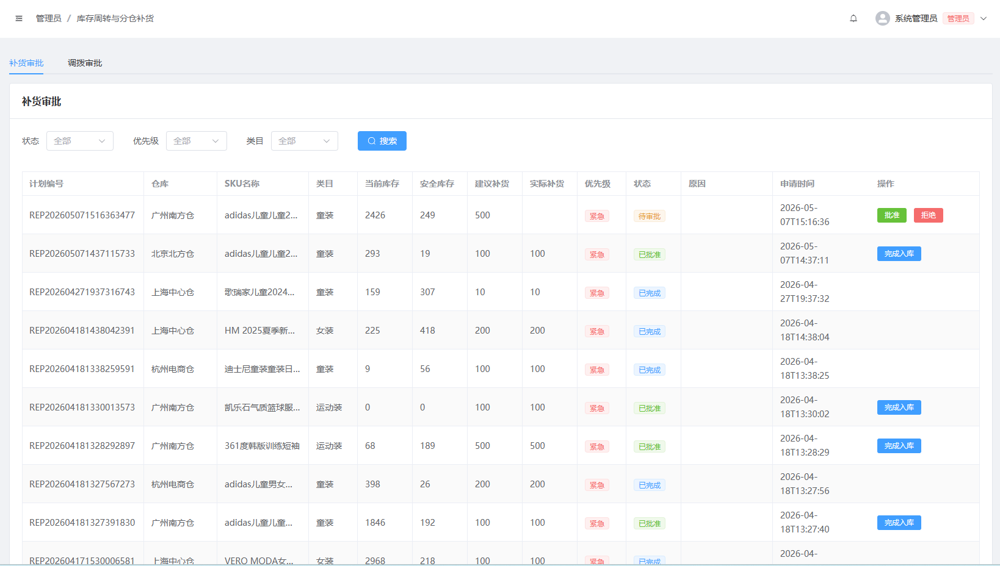 管理员 / 库存周转与分仓补货
系统管理员 管理员
补货审批 调拨审批
补货审批
状态 全部 优先级 全部 类目 全部 搜索
计划编号 仓库 SKU名称 类目 当前库存 安全库存 建议补货 实际补货 优先级 状态 原因 申请时间 操作
REP202605071516363477 广州南方仓 adidas儿童儿童2... 童装 2426 249 500 紧急 待审批 2026-05-07T15:16:36 批准 拒绝
REP202605071437115733 北京北方仓 adidas儿童儿童2... 童装 293 19 100 100 紧急 已批准 2026-05-07T14:37:11 完成入库
REP202604271937316743 上海中心仓 歌瑞家儿童2024... 童装 159 307 10 10 紧急 已完成 2026-04-27T19:37:32
REP202604181438042391 上海中心仓 HM 2025夏季新... 女装 225 418 200 200 紧急 已完成 2026-04-18T14:38:04
REP202604181338259591 杭州电商仓 迪士尼童装童装日... 童装 9 56 100 100 紧急 已完成 2026-04-18T13:38:25
REP202604181330013573 广州南方仓 凯乐石气质篮球服... 运动装 0 0 100 100 紧急 已批准 2026-04-18T13:30:02 完成入库
REP202604181328292897 广州南方仓 361度韩版训练短袖 运动装 68 189 500 500 紧急 已批准 2026-04-18T13:28:29 完成入库
REP202604181327567273 杭州电商仓 adidas儿童男女... 童装 398 26 200 200 紧急 已完成 2026-04-18T13:27:56
REP202604181327391830 广州南方仓 adidas儿童儿童... 童装 1846 192 100 100 紧急 已批准 2026-04-18T13:27:40 完成入库
REP202604171530006581 上海中心仓 VERO MODA女... 女装 2968 218 100 100 紧急 已完成 2026-04-